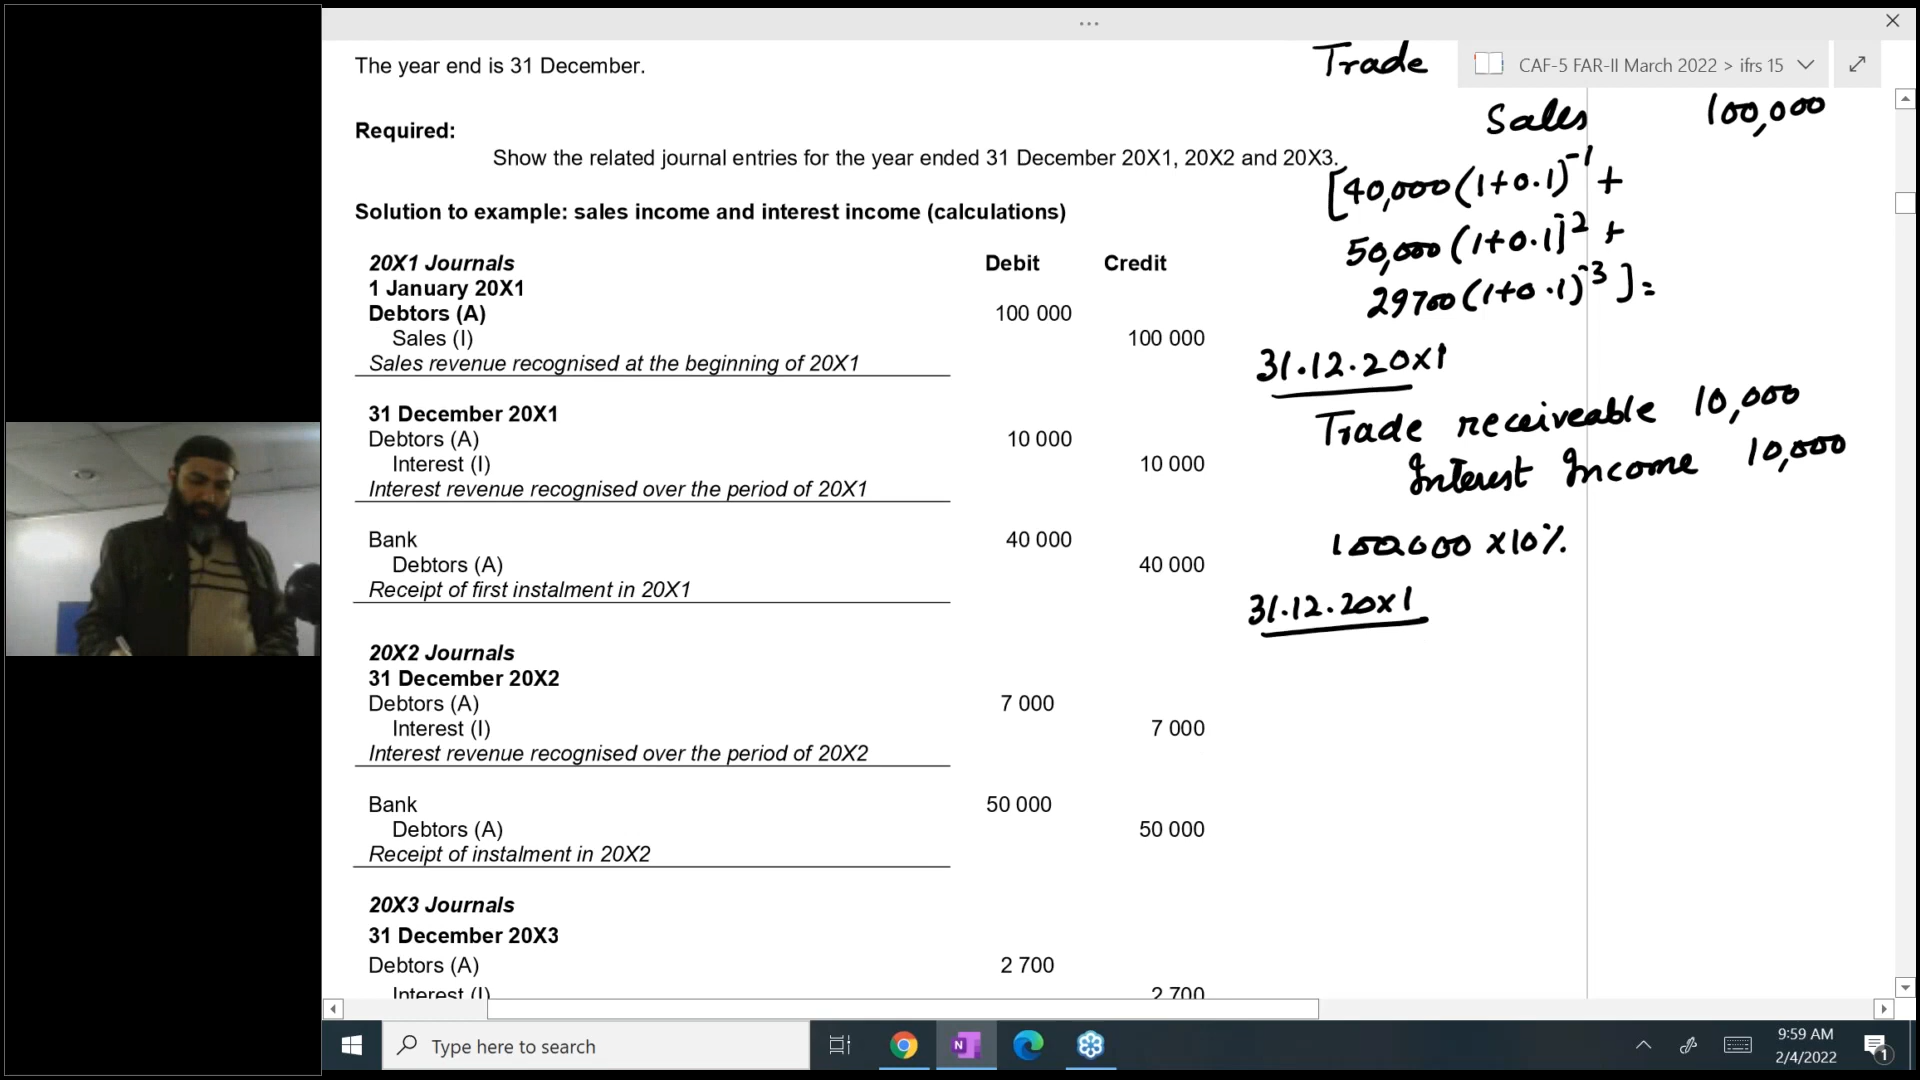 The year end is 31 December.
Required:
Show the related journal entries for the year ended 31 December 20X1, 20X2 and 20X3.
Solution to example: sales income and interest income (calculations)
20X1 Journals Debit Credit
1 January 20X1
Debtors (A) 100 000
Sales (I) 100 000
Sales revenue recognised at the beginning of 20X1
31 December 20X1
Debtors (A) 10 000
Interest (I) 10 000
Interest revenue recognised over the period of 20X1
Bank 40 000
Debtors (A) 40 000
Receipt of first instalment in 20X1
20X2 Journals
31 December 20X2
Debtors (A) 7 000
Interest (I) 7 000
Interest revenue recognised over the period of 20X2
Bank 50 000
Debtors (A) 50 000
Receipt of instalment in 20X2
20X3 Journals
31 December 20X3
Debtors (A) 2 700
Interest (I) 2 700
Trade
CAF-5 FAR-II March 2022 > ifrs 15
Sales 100,000
[40,000(1+0.1)^-1 +
50,000(1+0.1)^-2 +
29700(1+0.1)^-3] =
31.12.20x1
Trade receiveable 10,000
Interest Income 10,000
100000 x10%
31.12.20x1
Type here to search
N
9:59 AM
2/4/2022
1